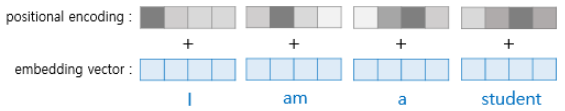 positional encoding :
+ + + +
embedding vector :
I am a student